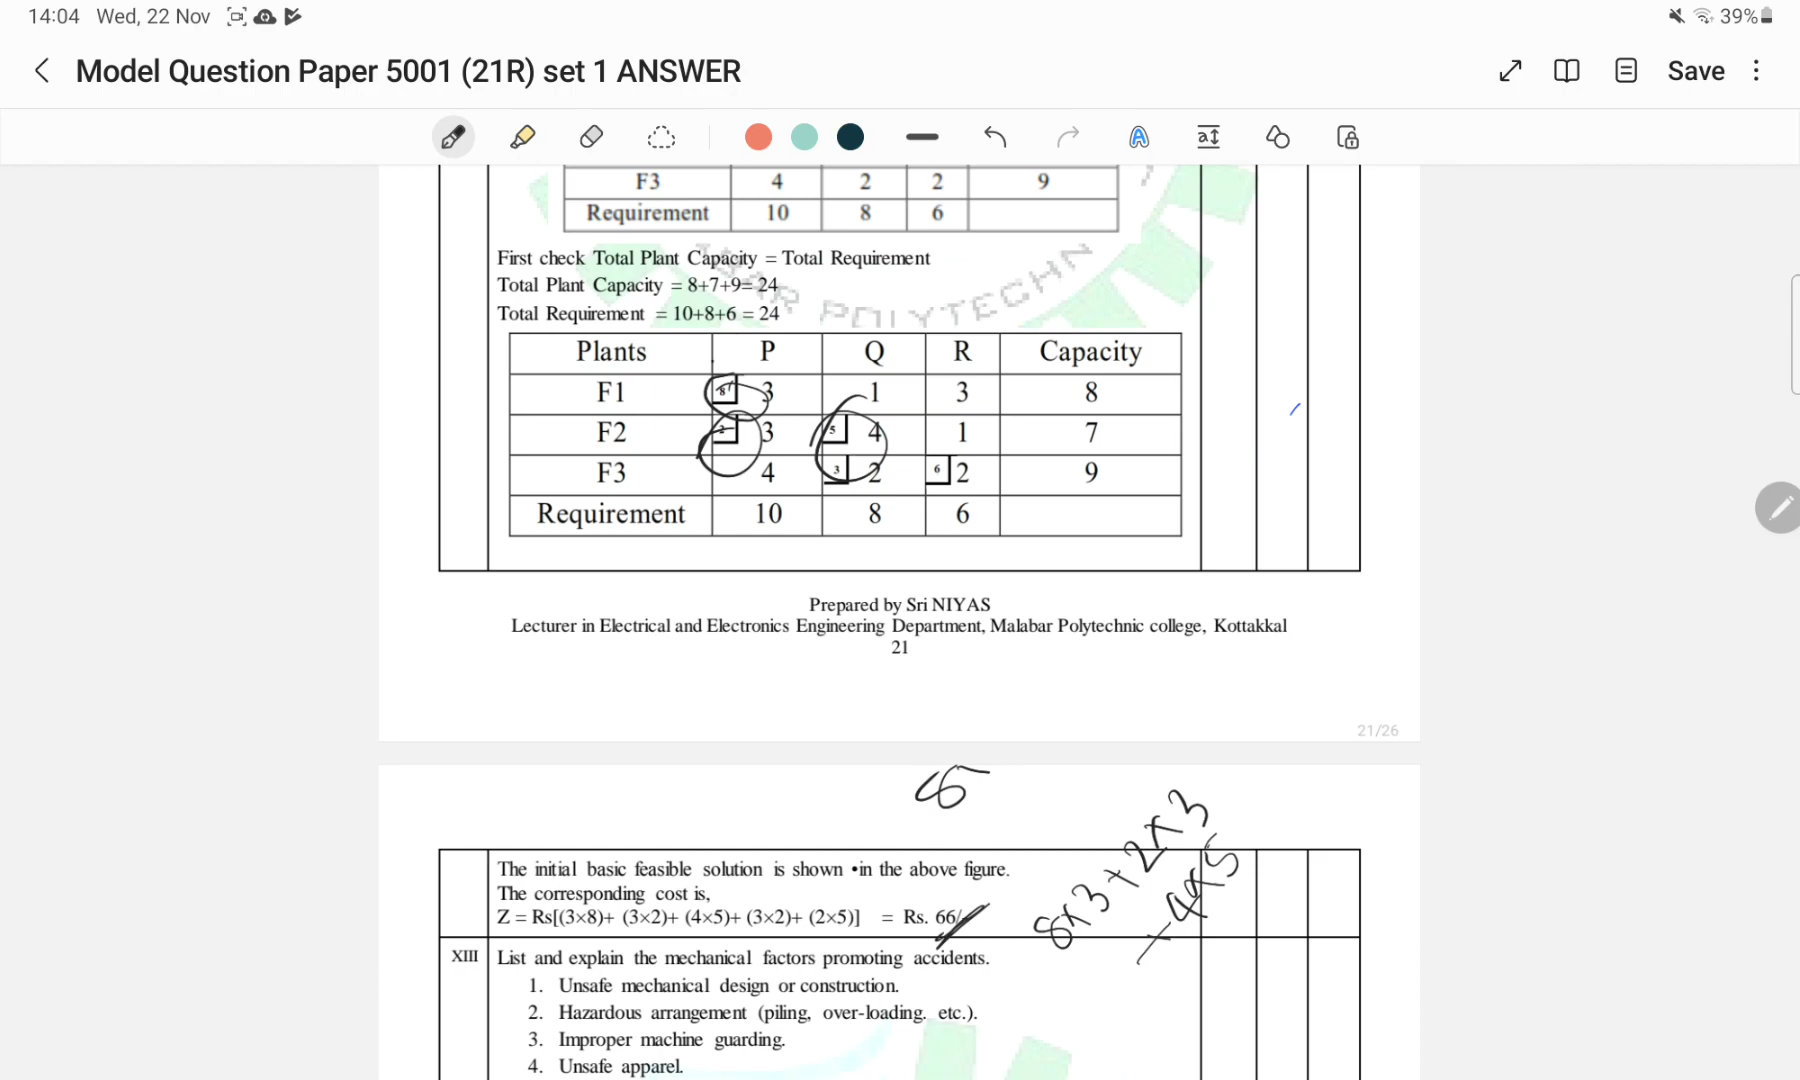 14:04 Wed, 22 Nov 39%
Model Question Paper 5001 (21R) set 1 ANSWER Save
F3 4 2 2 9
Requirement 10 8 6
First check Total Plant Capacity = Total Requirement
Total Plant Capacity = 8+7+9= 24
Total Requirement = 10+8+6 = 24
Plants P Q R Capacity
F1 8 3 1 3 8
F2 2 3 5 4 1 7
F3 4 3 2 6 2 9
Requirement 10 8 6
Prepared by Sri NIYAS
Lecturer in Electrical and Electronics Engineering Department, Malabar Polytechnic college, Kottakkal
21
21/26
8×3+2×3
+4×5
The initial basic feasible solution is shown •in the above figure.
The corresponding cost is,
Z = Rs[(3×8)+ (3×2)+ (4×5)+ (3×2)+ (2×5)] = Rs. 66/
XIII List and explain the mechanical factors promoting accidents.
1. Unsafe mechanical design or construction.
2. Hazardous arrangement (piling, over-loading. etc.).
3. Improper machine guarding.
4. Unsafe apparel.